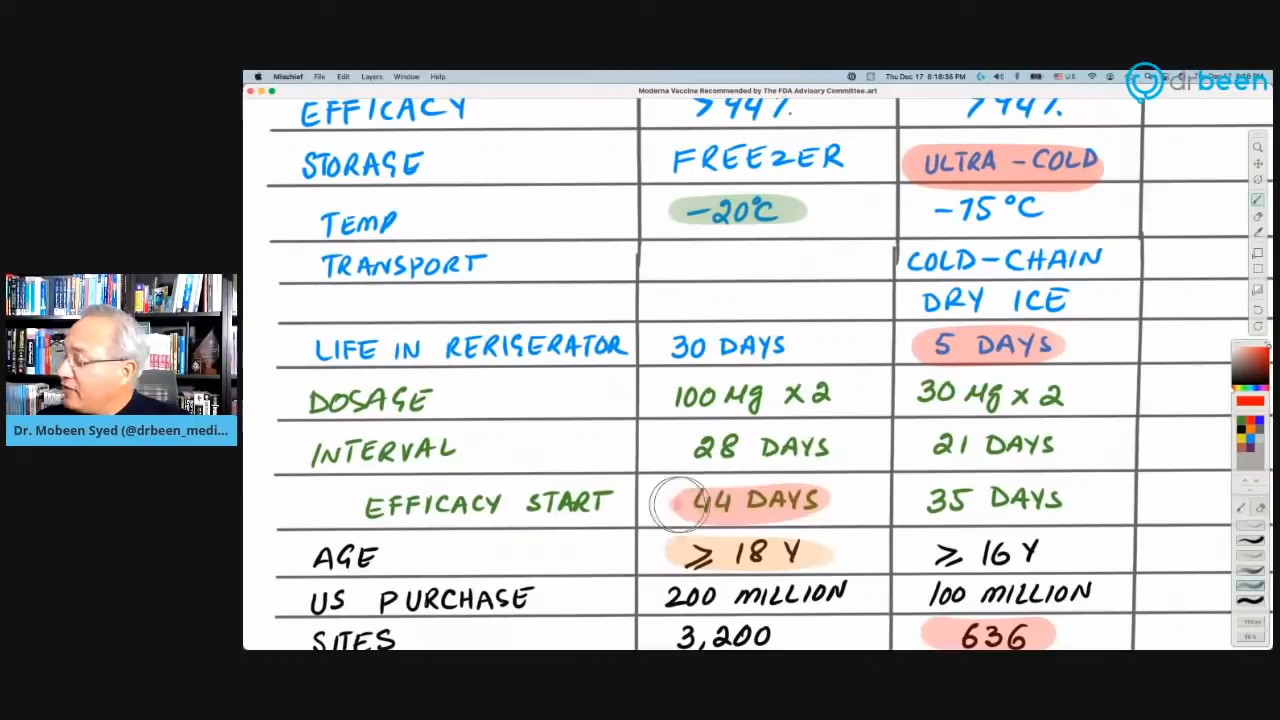 Mischief File Edit Layers Window Help
U.S. Thu Dec 17 6:18:35 PM
drbeen
Moderna Vaccine Recommended by The FDA Advisory Committee.art
EFFICACY >94% >94%
STORAGE FREEZER ULTRA-COLD
TEMP -20°C -75°C
TRANSPORT COLD-CHAIN
DRY ICE
LIFE IN RERIGERATOR 30 DAYS 5 DAYS
DOSAGE 100 Mg x 2 30 Mg x 2
INTERVAL 28 DAYS 21 DAYS
EFFICACY START 44 DAYS 35 DAYS
AGE ≥ 18 Y ≥ 16 Y
US PURCHASE 200 MILLION 100 MILLION
SITES 3,200 636
Dr. Mobeen Syed (@drbeen_medi...